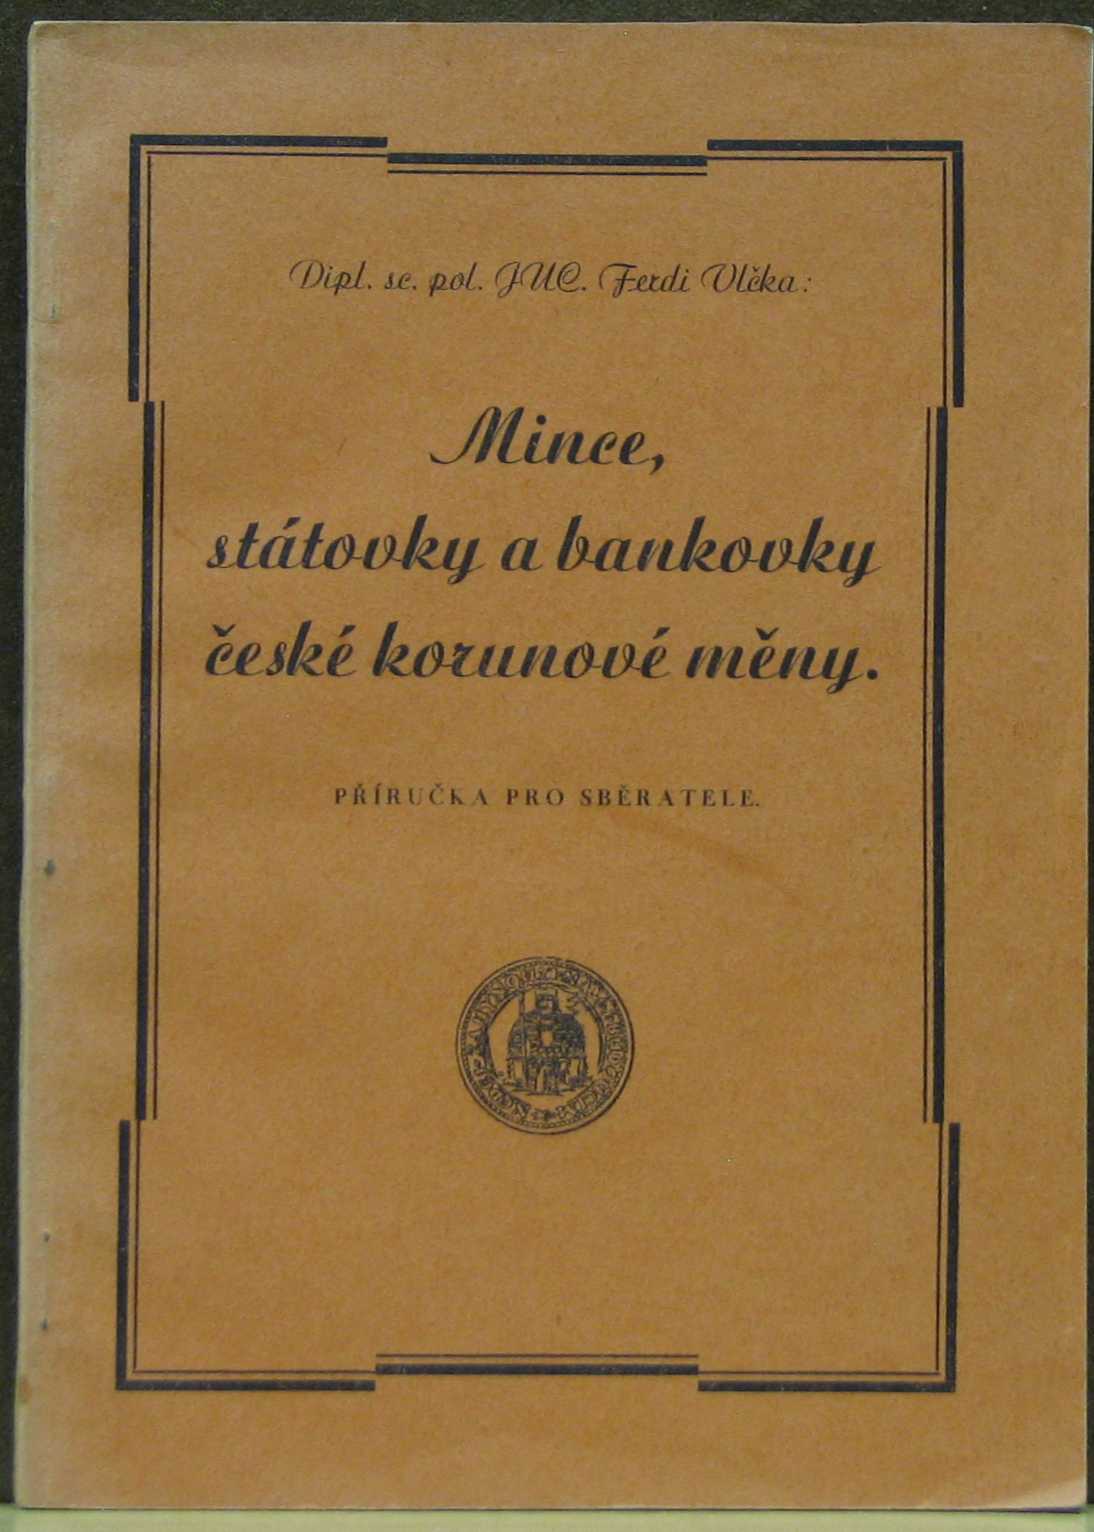 Dipl. sc. pol. JUC. Ferdi Vlčka:
Mince,
státovky a bankovky
české korunové měny.
PŘÍRUČKA PRO SBĚRATELE.